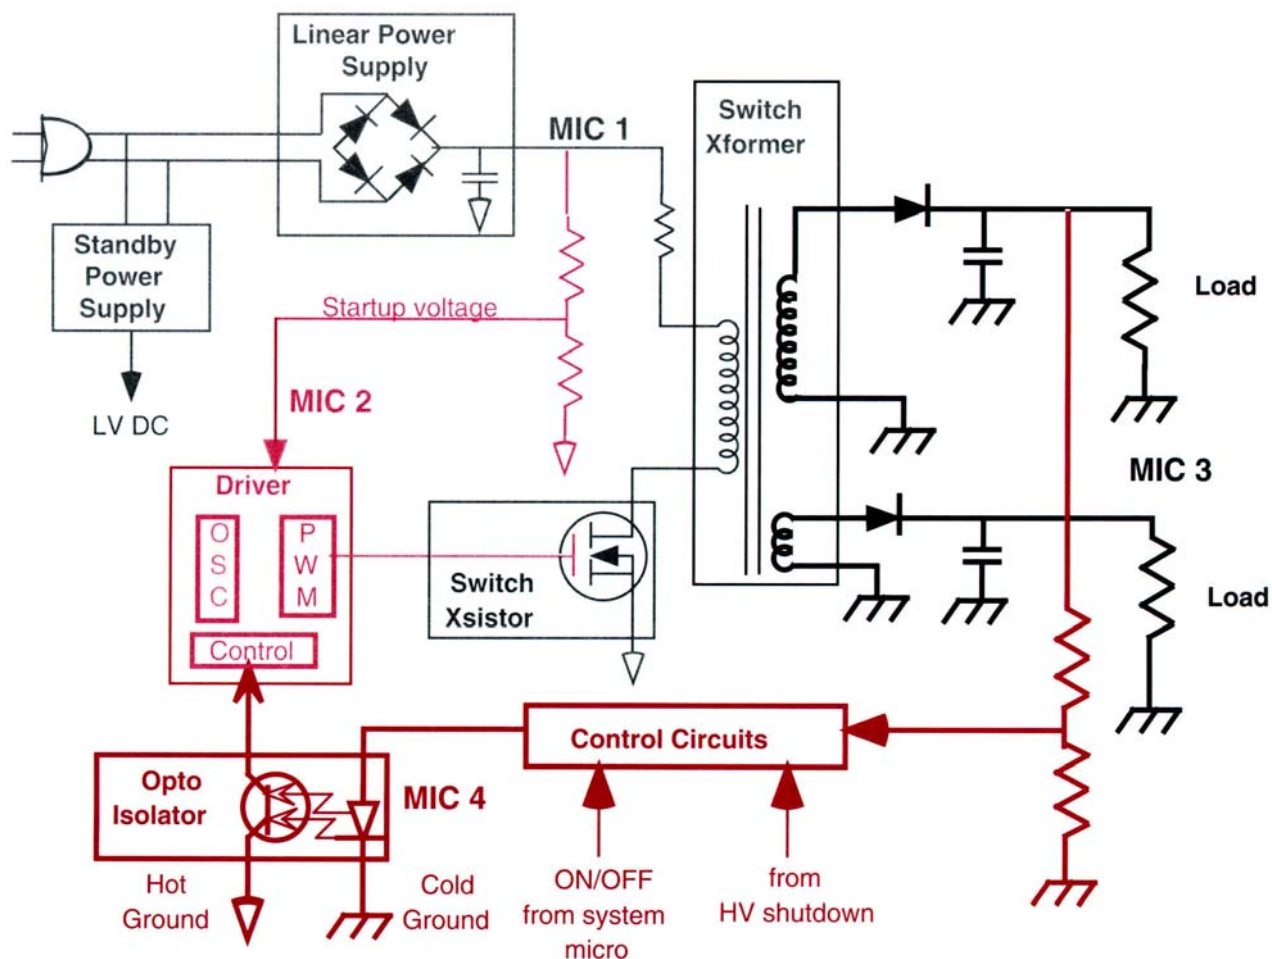 Linear Power
Supply
MIC 1
Switch
Xformer
Standby
Power
Supply
LV DC
Startup voltage
MIC 2
Load
MIC 3
Driver
O
S
C
P
W
M
Control
Switch
Xsistor
Load
Control Circuits
Opto
Isolator
MIC 4
Hot
Ground
Cold
Ground
ON/OFF
from system
micro
from
HV shutdown